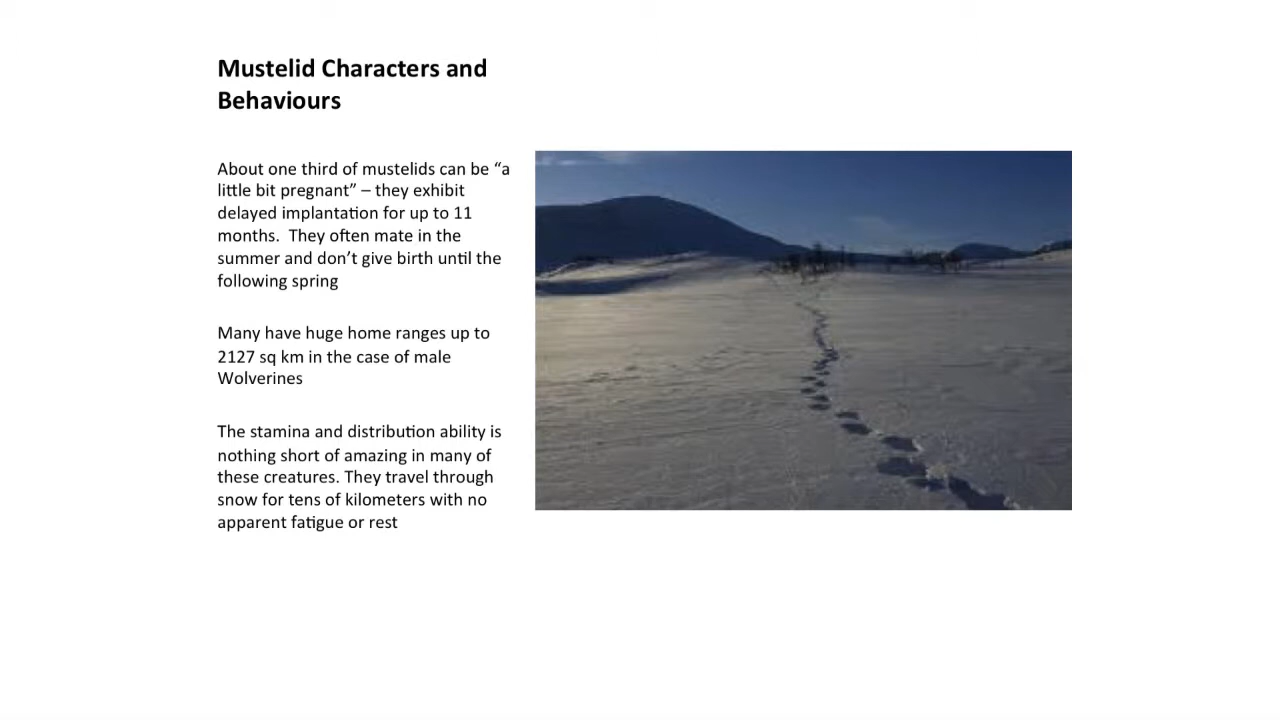 Mustelid Characters and
Behaviours
About one third of mustelids can be “a
little bit pregnant” – they exhibit
delayed implantation for up to 11
months.  They often mate in the
summer and don’t give birth until the
following spring
Many have huge home ranges up to
2127 sq km in the case of male
Wolverines
The stamina and distribution ability is
nothing short of amazing in many of
these creatures. They travel through
snow for tens of kilometers with no
apparent fatigue or rest